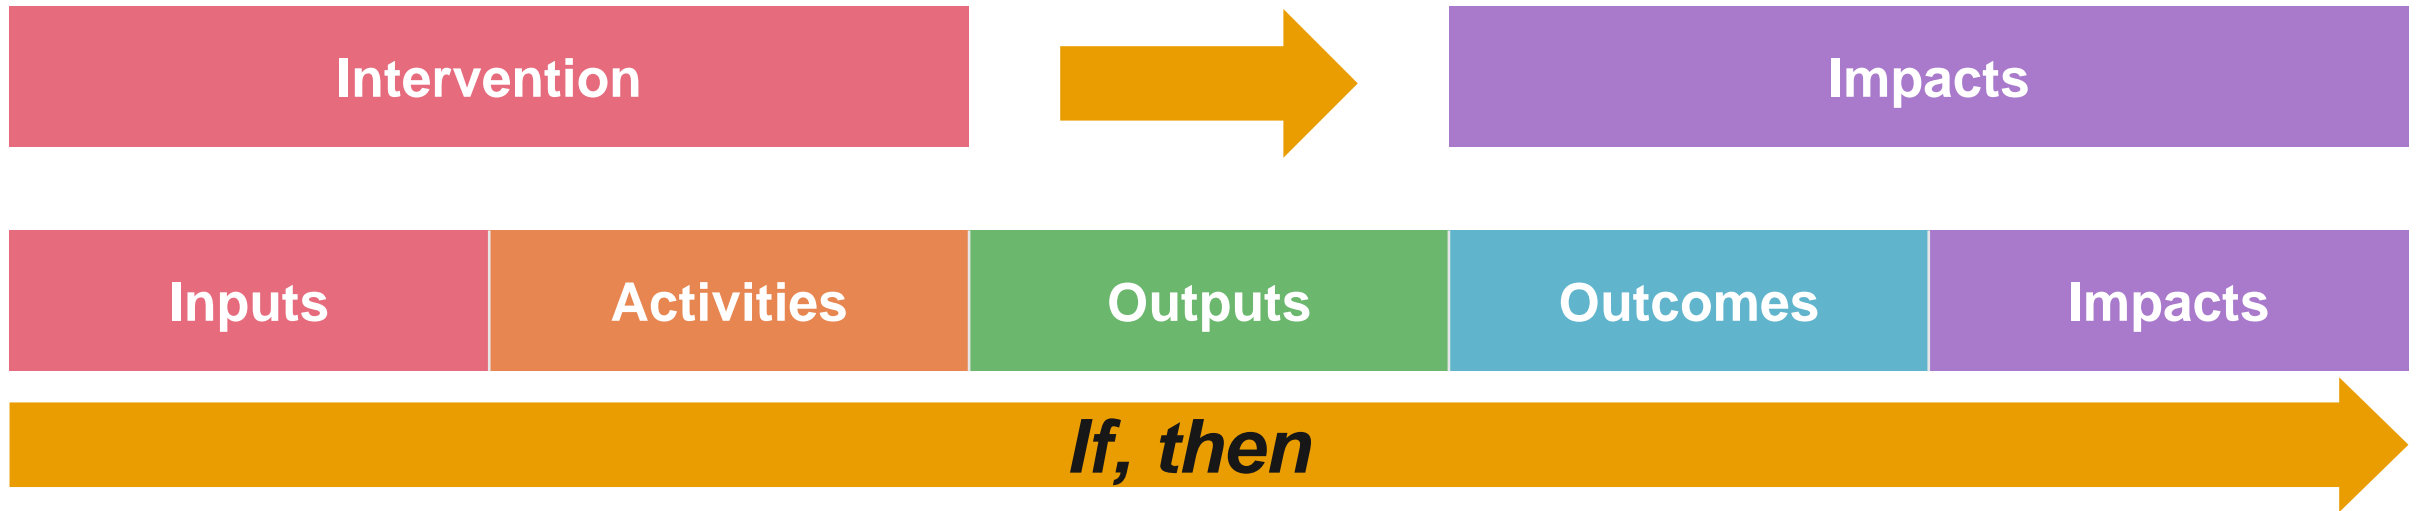 Intervention
Impacts
Inputs
Activities
Outputs
Outcomes
Impacts
If, then